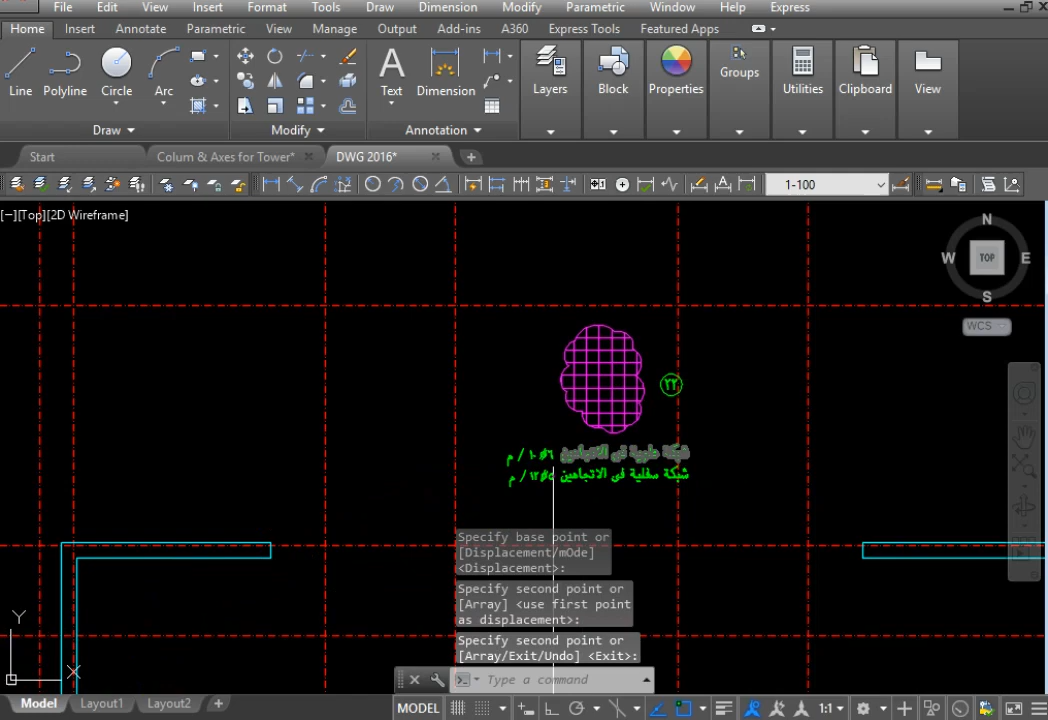 File Edit View Insert Format Tools Draw Dimension Modify Parametric Window Help Express
Home Insert Annotate Parametric View Manage Output Add-ins A360 Express Tools Featured Apps
Line Polyline Circle Arc Text Dimension Layers Block Properties Groups Utilities Clipboard View
Draw Modify Annotation
Start Colum & Axes for Tower* DWG 2016*
1-100
[−][Top][2D Wireframe]
N
W TOP E
S
WCS
٢٢
شبكة علوية فى الاتجاهين ٦Ø١٠ / م
شبكة سفلية فى الاتجاهين ٥Ø١٢ / م
Specify base point or
[Displacement/mOde]
<Displacement>:
Specify second point or
[Array] <use first point
as displacement>:
Specify second point or
[Array/Exit/Undo] <Exit>:
Type a command
Y
X
Model Layout1 Layout2 +
MODEL 1:1